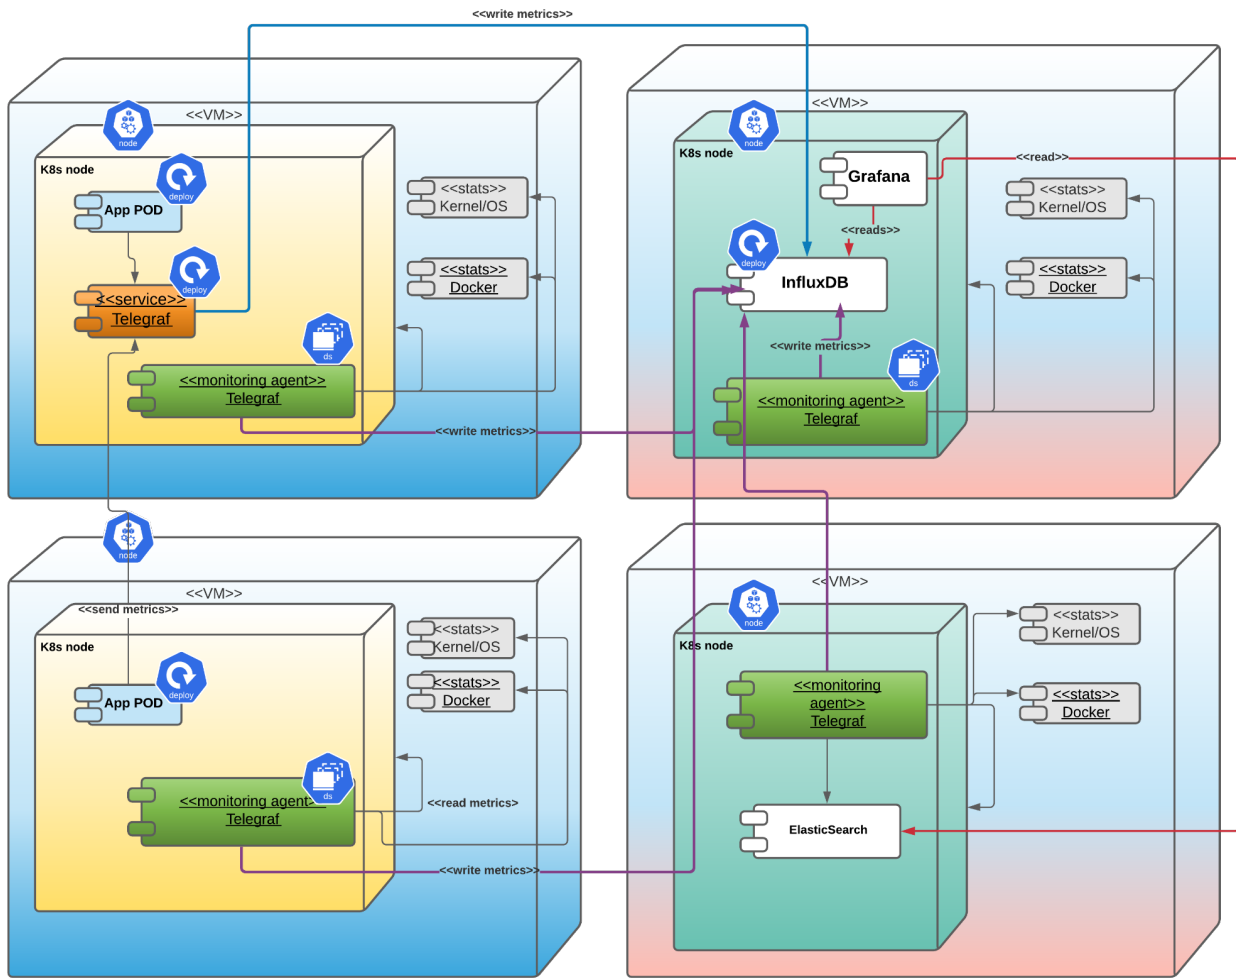 <<write metrics>>
<<VM>>
node
K8s node
deploy
App POD
deploy
<<service>>
Telegraf
ds
<<monitoring agent>>
Telegraf
<<stats>>
Kernel/OS
<<stats>>
Docker
<<write metrics>>
<<VM>>
node
K8s node
Grafana
<<read>>
<<reads>>
deploy
InfluxDB
<<write metrics>>
ds
<<monitoring agent>>
Telegraf
<<stats>>
Kernel/OS
<<stats>>
Docker
node
<<VM>>
<<send metrics>>
K8s node
deploy
App POD
<<stats>>
Kernel/OS
<<stats>>
Docker
ds
<<monitoring agent>>
Telegraf
<<read metrics>
<<write metrics>>
<<VM>>
node
K8s node
<<monitoring
agent>>
Telegraf
<<stats>>
Kernel/OS
<<stats>>
Docker
ElasticSearch